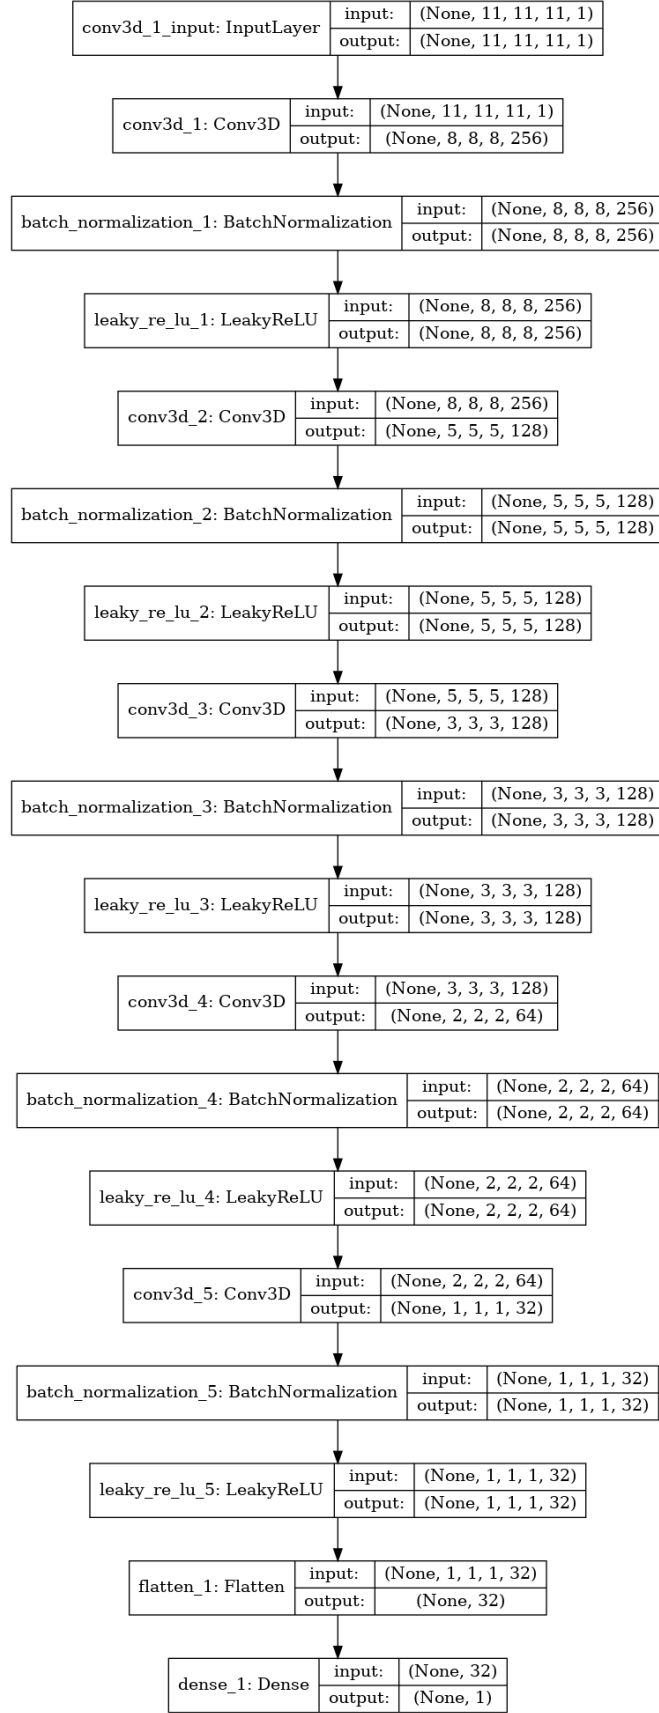 conv3d_1_input: InputLayer
input: (None, 11, 11, 11, 1)
output: (None, 11, 11, 11, 1)
conv3d_1: Conv3D
input: (None, 11, 11, 11, 1)
output: (None, 8, 8, 8, 256)
batch_normalization_1: BatchNormalization
input: (None, 8, 8, 8, 256)
output: (None, 8, 8, 8, 256)
leaky_re_lu_1: LeakyReLU
input: (None, 8, 8, 8, 256)
output: (None, 8, 8, 8, 256)
conv3d_2: Conv3D
input: (None, 8, 8, 8, 256)
output: (None, 5, 5, 5, 128)
batch_normalization_2: BatchNormalization
input: (None, 5, 5, 5, 128)
output: (None, 5, 5, 5, 128)
leaky_re_lu_2: LeakyReLU
input: (None, 5, 5, 5, 128)
output: (None, 5, 5, 5, 128)
conv3d_3: Conv3D
input: (None, 5, 5, 5, 128)
output: (None, 3, 3, 3, 128)
batch_normalization_3: BatchNormalization
input: (None, 3, 3, 3, 128)
output: (None, 3, 3, 3, 128)
leaky_re_lu_3: LeakyReLU
input: (None, 3, 3, 3, 128)
output: (None, 3, 3, 3, 128)
conv3d_4: Conv3D
input: (None, 3, 3, 3, 128)
output: (None, 2, 2, 2, 64)
batch_normalization_4: BatchNormalization
input: (None, 2, 2, 2, 64)
output: (None, 2, 2, 2, 64)
leaky_re_lu_4: LeakyReLU
input: (None, 2, 2, 2, 64)
output: (None, 2, 2, 2, 64)
conv3d_5: Conv3D
input: (None, 2, 2, 2, 64)
output: (None, 1, 1, 1, 32)
batch_normalization_5: BatchNormalization
input: (None, 1, 1, 1, 32)
output: (None, 1, 1, 1, 32)
leaky_re_lu_5: LeakyReLU
input: (None, 1, 1, 1, 32)
output: (None, 1, 1, 1, 32)
flatten_1: Flatten
input: (None, 1, 1, 1, 32)
output: (None, 32)
dense_1: Dense
input: (None, 32)
output: (None, 1)